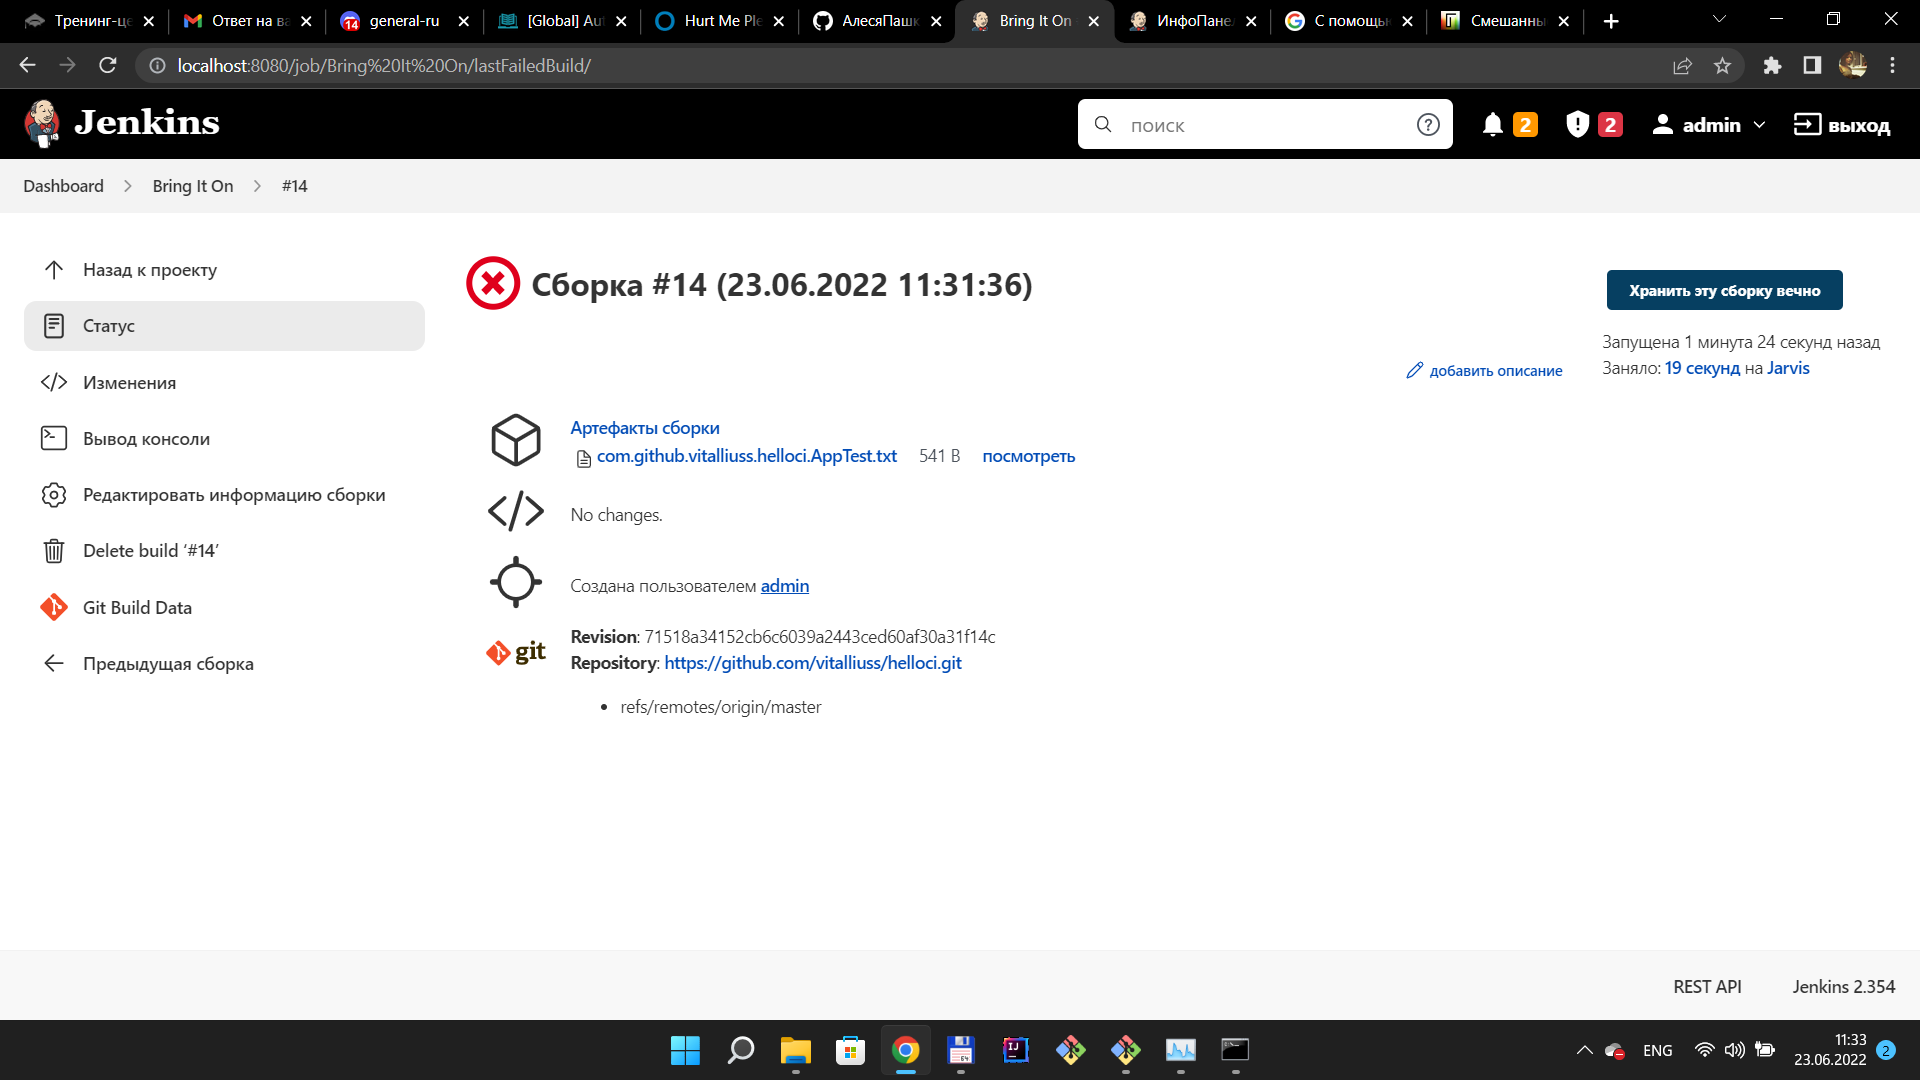 Тренинг-це
Ответ на ва
14
general-ru
[Global] Au
Hurt Me Ple
АлесяПашк
Bring It On
ИнфоПанел
С помощью
Смешанны
localhost:8080/job/Bring%20It%20On/lastFailedBuild/
Jenkins
поиск
2
2
admin
выход
Dashboard
Bring It On
#14
Назад к проекту
Статус
Изменения
Вывод консоли
Редактировать информацию сборки
Delete build ‘#14’
Git Build Data
Предыдущая сборка
Сборка #14 (23.06.2022 11:31:36)
Хранить эту сборку вечно
Запущена 1 минута 24 секунд назад
Заняло: 19 секунд на Jarvis
добавить описание
Артефакты сборки
com.github.vitalliuss.helloci.AppTest.txt 541 B посмотреть
No changes.
Создана пользователем admin
git
Revision: 71518a34152cb6c6039a2443ced60af30a31f14c
Repository: https://github.com/vitalliuss/helloci.git
• refs/remotes/origin/master
REST API
Jenkins 2.354
64
IJ
ENG
11:33
23.06.2022
2